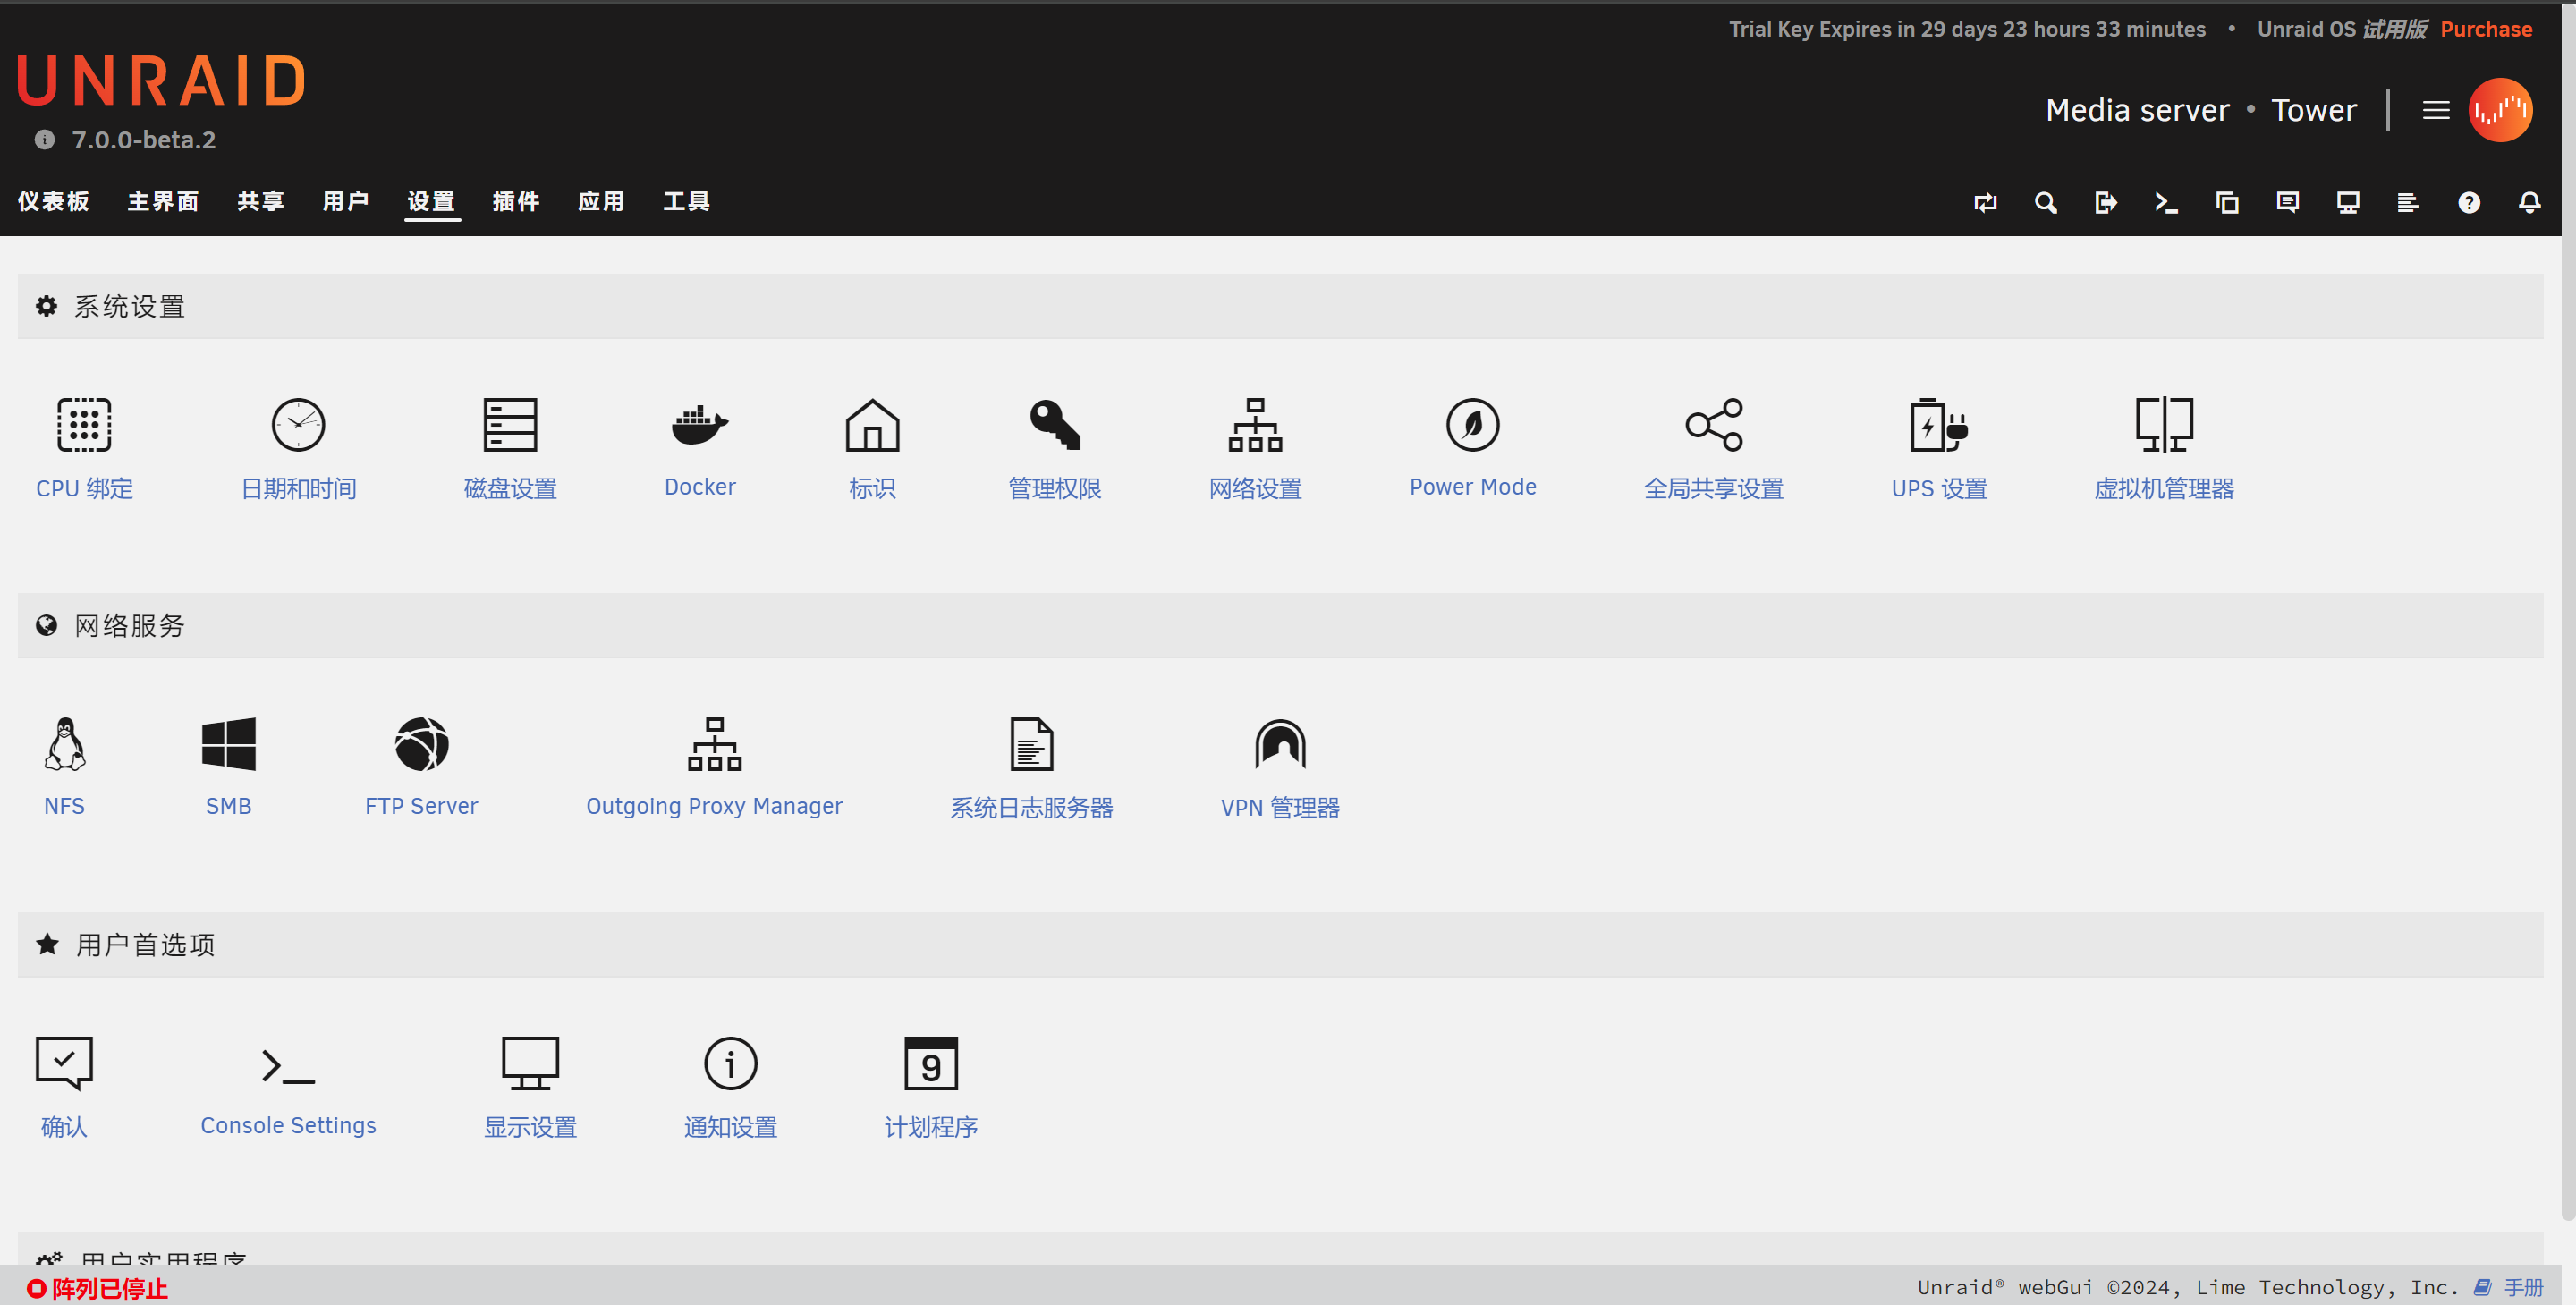 Trial Key Expires in 29 days 23 hours 33 minutes • Unraid OS 试用版 Purchase
UNRAID
7.0.0-beta.2
Media server • Tower
仪表板 主界面 共享 用户 设置 插件 应用 工具
系统设置
CPU 绑定 日期和时间 磁盘设置 Docker 标识 管理权限 网络设置 Power Mode 全局共享设置 UPS 设置 虚拟机管理器
网络服务
NFS SMB FTP Server Outgoing Proxy Manager 系统日志服务器 VPN 管理器
用户首选项
9
确认 Console Settings 显示设置 通知设置 计划程序
用户实用程序
阵列已停止
Unraid® webGui ©2024, Lime Technology, Inc. 手册